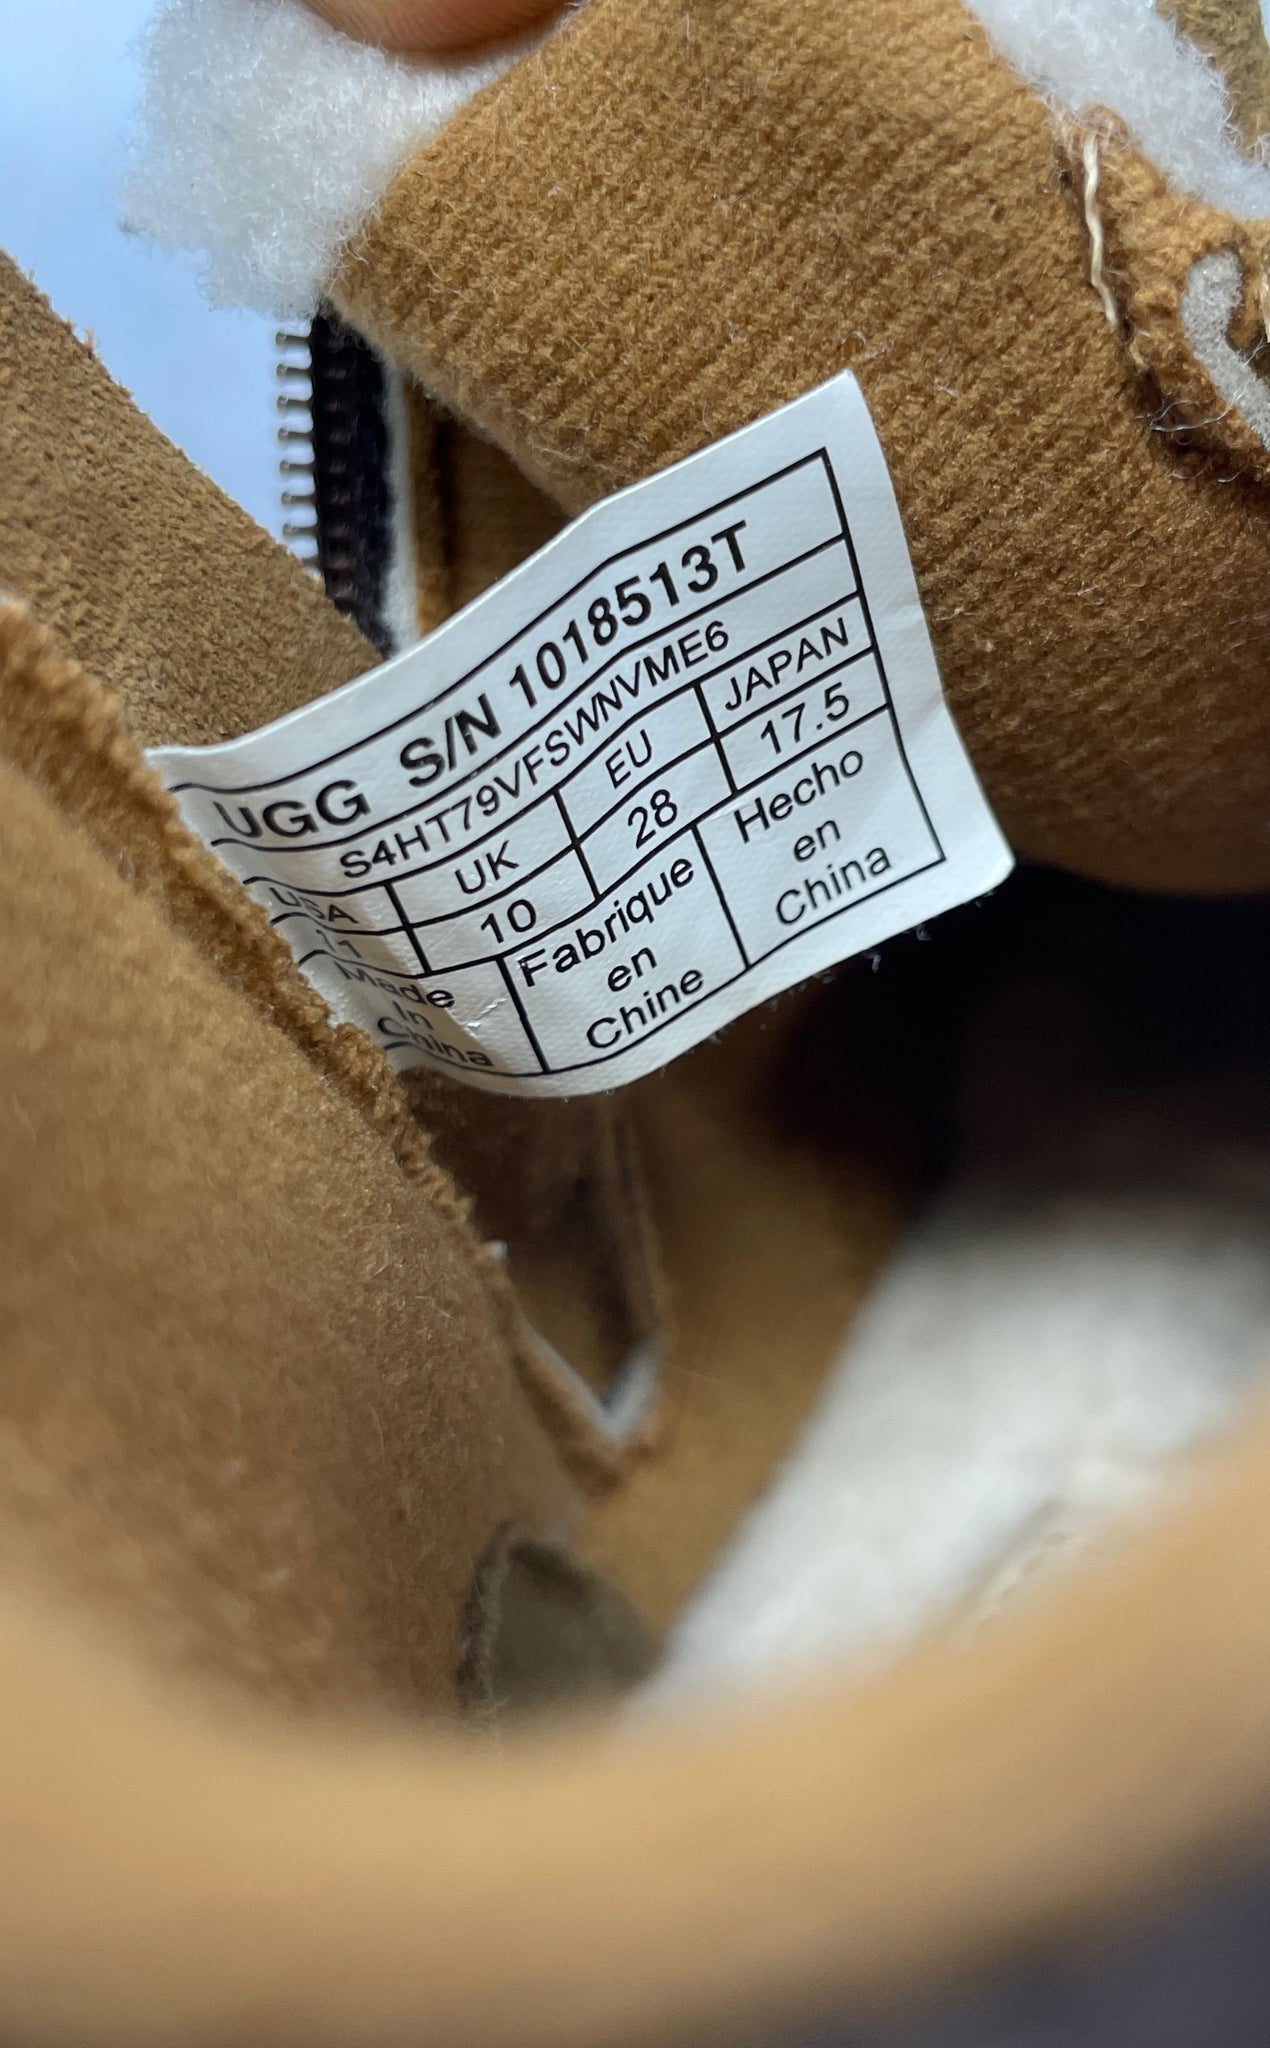 UGG S/N 1018513T
S4HT79VFSWNVME6
USA UK EU JAPAN
11 10 28 17.5
Made In China
Fabrique en Chine
Hecho en China